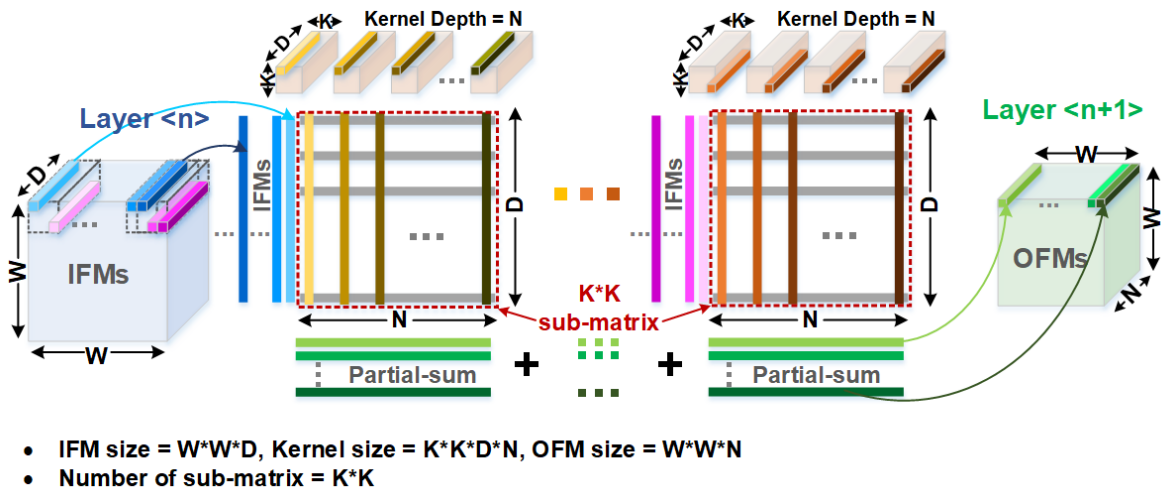 K
Kernel Depth = N
D
K
K
Kernel Depth = N
D
K
Layer <n>
Layer <n+1>
D
W
IFMs
W
IFMs
D
N
K*K
sub-matrix
IFMs
D
N
W
OFMs
W
N
Partial-sum
+
+
Partial-sum
• IFM size = W*W*D, Kernel size = K*K*D*N, OFM size = W*W*N
• Number of sub-matrix = K*K